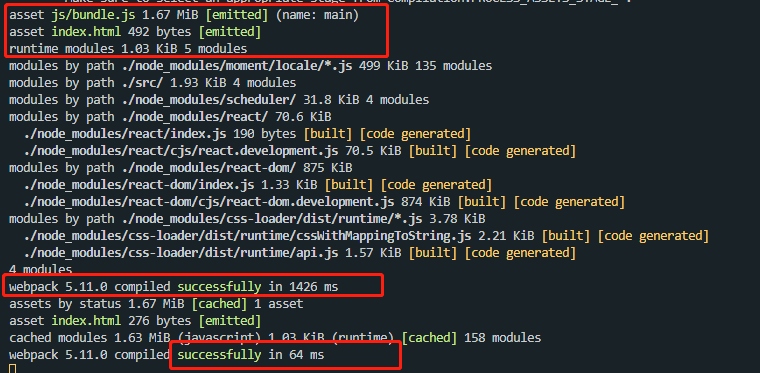 Make sure to select an appropriate stage from Compilation.PROCESS_ASSETS_STAGE_*.
asset js/bundle.js 1.67 MiB [emitted] (name: main)
asset index.html 492 bytes [emitted]
runtime modules 1.03 KiB 5 modules
modules by path ./node_modules/moment/locale/*.js 499 KiB 135 modules
modules by path ./src/ 1.93 KiB 4 modules
modules by path ./node_modules/scheduler/ 31.8 KiB 4 modules
modules by path ./node_modules/react/ 70.6 KiB
./node_modules/react/index.js 190 bytes [built] [code generated]
./node_modules/react/cjs/react.development.js 70.5 KiB [built] [code generated]
modules by path ./node_modules/react-dom/ 875 KiB
./node_modules/react-dom/index.js 1.33 KiB [built] [code generated]
./node_modules/react-dom/cjs/react-dom.development.js 874 KiB [built] [code generated]
modules by path ./node_modules/css-loader/dist/runtime/*.js 3.78 KiB
./node_modules/css-loader/dist/runtime/cssWithMappingToString.js 2.21 KiB [built] [code generated]
./node_modules/css-loader/dist/runtime/api.js 1.57 KiB [built] [code generated]
4 modules
webpack 5.11.0 compiled successfully in 1426 ms
assets by status 1.67 MiB [cached] 1 asset
asset index.html 276 bytes [emitted]
cached modules 1.63 MiB (javascript) 1.03 KiB (runtime) [cached] 158 modules
webpack 5.11.0 compiled successfully in 64 ms